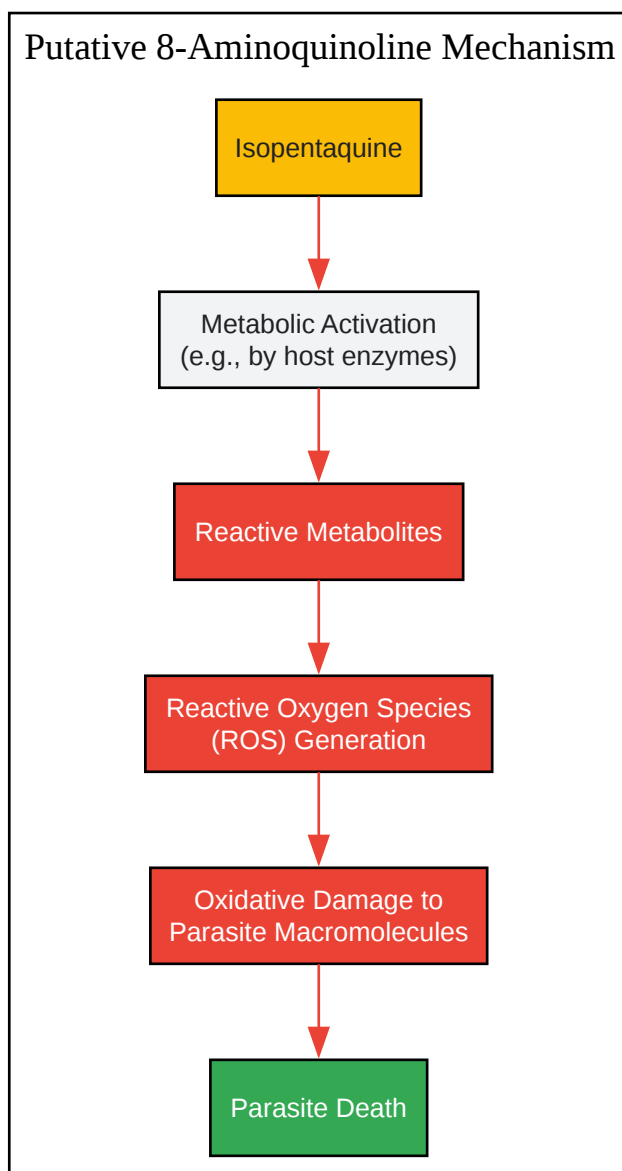 Putative 8-Aminoquinoline Mechanism
Isopentaquine
Metabolic Activation
(e.g., by host enzymes)
Reactive Metabolites
Reactive Oxygen Species
(ROS) Generation
Oxidative Damage to
Parasite Macromolecules
Parasite Death